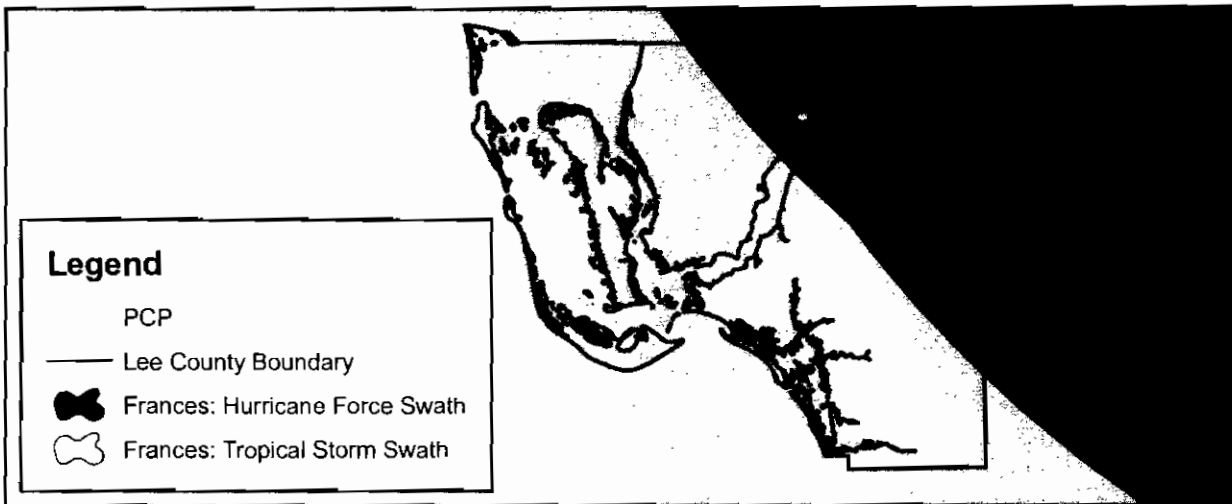 Legend
PCP
Lee County Boundary
Frances: Hurricane Force Swath
Frances: Tropical Storm Swath